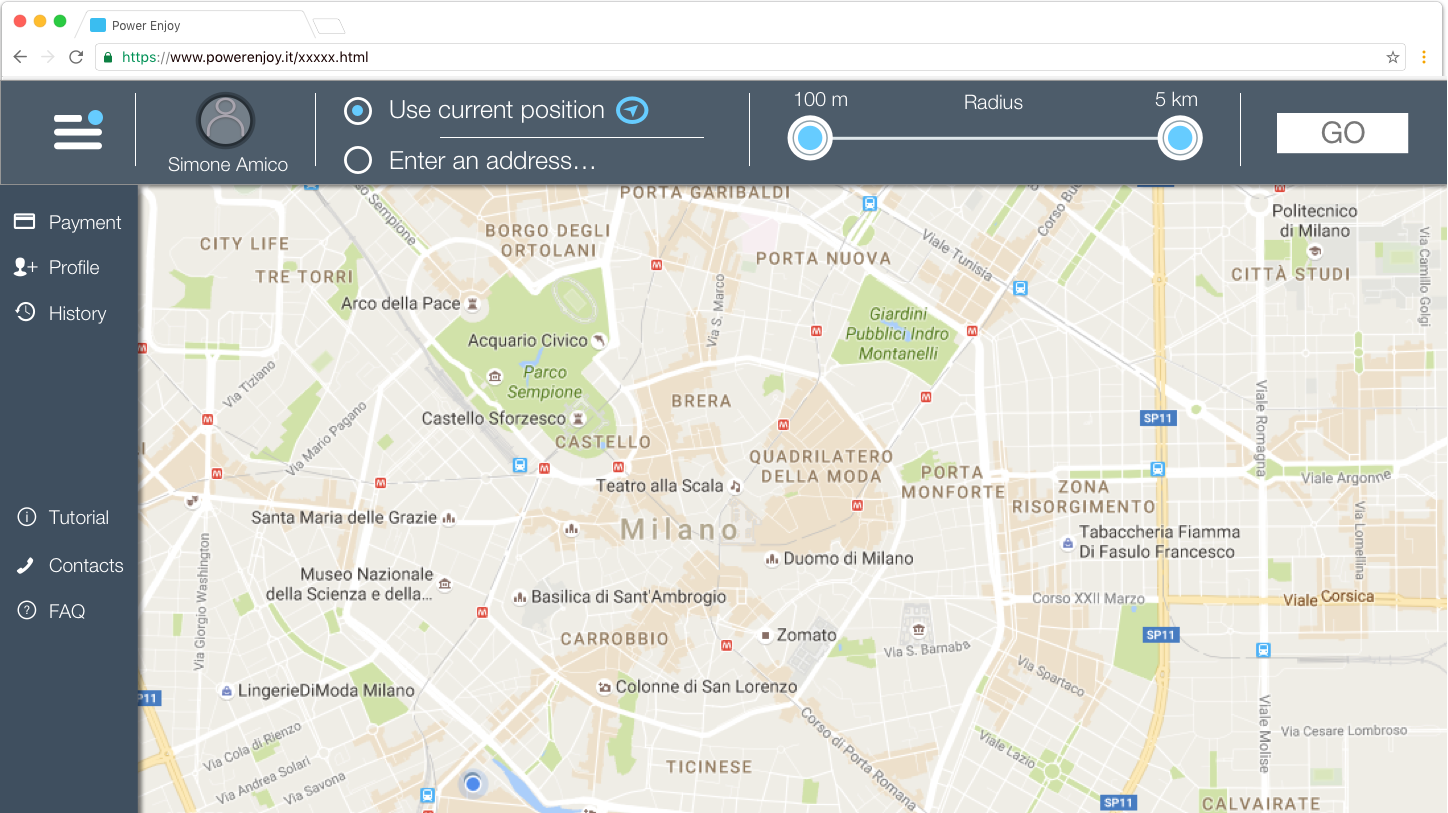 Power Enjoy
https://www.powerenjoy.it/xxxxx.html
Simone Amico
Use current position
Enter an address...
100 m
Radius
5 km
GO
Payment
Profile
History
Tutorial
Contacts
FAQ
PORTA GARIBALDI
Corso Sempione
CITY LIFE
TRE TORRI
BORGO DEGLI
ORTOLANI
PORTA NUOVA
Viale Tunisia
Politecnico
di Milano
CITTÀ STUDI
Via Camillo Golgi
Arco della Pace
Acquario Civico
Parco
Sempione
Via S. Marco
Giardini
Pubblici Indro
Montanelli
Via Tiziano
Via Mario Pagano
Castello Sforzesco
CASTELLO
BRERA
SP11
Viale Romagna
QUADRILATERO
DELLA MODA
PORTA
MONFORTE
ZONA
RISORGIMENTO
Viale Argonne
Teatro alla Scala
Santa Maria delle Grazie
Milano
Tabaccheria Fiamma
Di Fasulo Francesco
Via Lomellina
Duomo di Milano
Museo Nazionale
della Scienza e della...
Basilica di Sant'Ambrogio
Corso XXII Marzo
Viale Corsica
Via Giorgio Washington
CARROBBIO
Zomato
Via S. Barnaba
SP11
Via Spartaco
LingerieDiModa Milano
Colonne di San Lorenzo
P11
Corso di Porta Romana
Viale Lazio
Viale Molise
Via Cesare Lombroso
Via Cola di Rienzo
Via Andrea Solari
Via Savona
TICINESE
SP11
CALVAIRATE